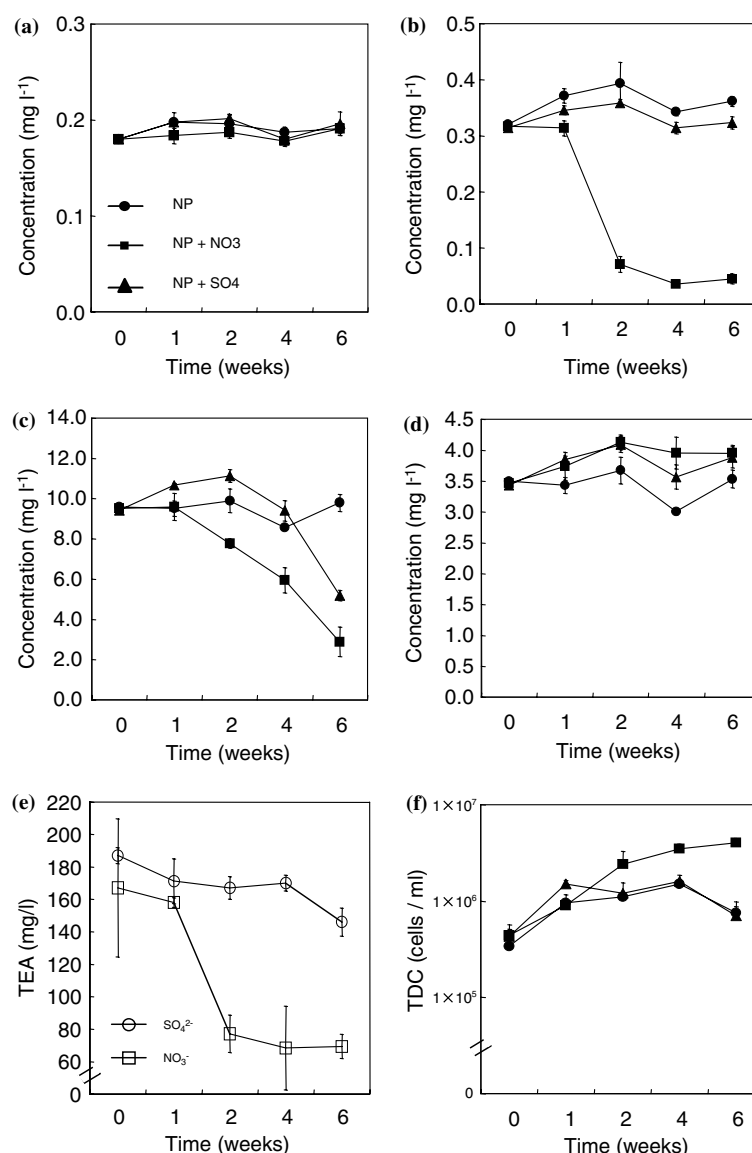 (a)
Concentration (mg l-1)
0.3
0.2
0.1
0.0
NP
NP + NO3
NP + SO4
0 1 2 4 6
Time (weeks)
(b)
Concentration (mg l-1)
0.5
0.4
0.3
0.2
0.1
0.0
0 1 2 4 6
Time (weeks)
(c)
Concentration (mg l-1)
14.0
12.0
10.0
8.0
6.0
4.0
2.0
0.0
0 1 2 4 6
Time (weeks)
(d)
Concentration (mg l-1)
4.5
4.0
3.5
3.0
2.5
2.0
1.5
1.0
0.5
0.0
0 1 2 4 6
Time (weeks)
(e)
TEA (mg/l)
220
200
180
160
140
120
100
80
60
0
SO₄²⁻
NO₃⁻
0 1 2 4 6
Time (weeks)
(f)
TDC (cells / ml)
1×10⁷
1×10⁶
1×10⁵
0
0 1 2 4 6
Time (weeks)